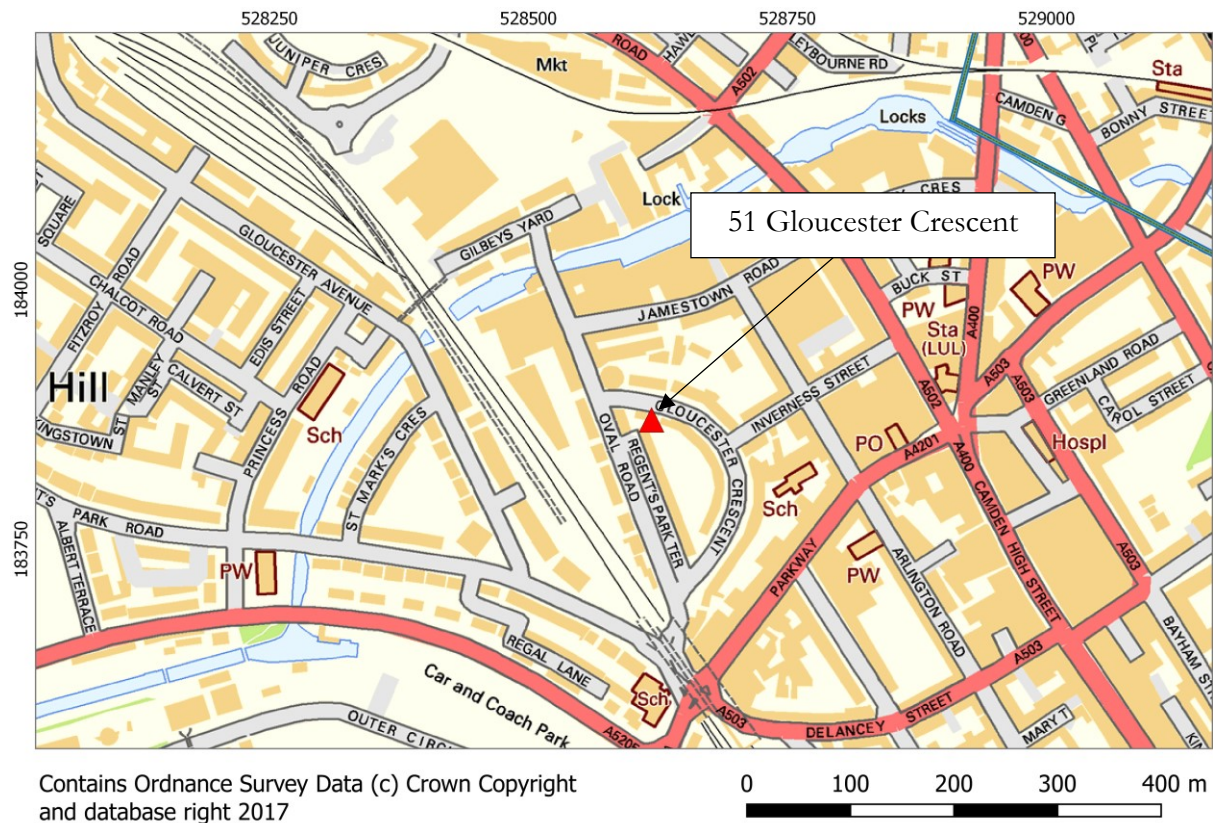 528250
528500
528750
529000
184000
183750
JUNIPER CRES
Mkt
ROAD
A502
LEYBOURNE RD
Sta
CAMDEN G
BONNY STREET
Locks
SQUARE
Lock
51 Gloucester Crescent
GILBEYS YARD
GLOUCESTER AVENUE
FITZROY ROAD
CHALCOT ROAD
EDIS STREET
JAMESTOWN ROAD
BUCK ST
PW
PW
Sta
(LUL)
A400
A503
A503
GREENLAND ROAD
CAROL STREET
Hill
MANLEY ST
CALVERT ST
PRINCESS ROAD
Sch
KINGSTOWN ST
ST MARK'S CRES
OVAL ROAD
GLOUCESTER CRESCENT
REGENT'S PARK TER
INVERNESS STREET
A502
PO
A4201
A400
CAMDEN HIGH STREET
Hospl
Sch
T'S PARK ROAD
ALBERT TERRACE
PW
PARKWAY
PW
ARLINGTON ROAD
A503
BAYHAM ST
REGAL LANE
Car and Coach Park
Sch
A503
DELANCEY STREET
A503
MARY T
OUTER CIRC
A5205
Contains Ordnance Survey Data (c) Crown Copyright
and database right 2017
0 100 200 300 400 m